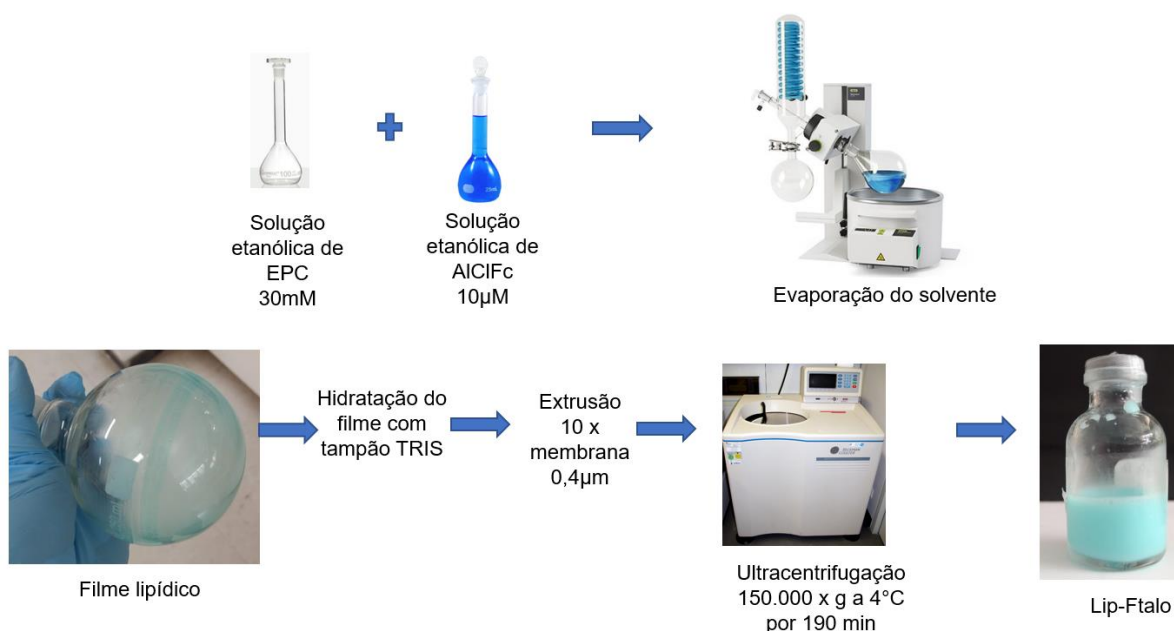 Solução
etanólica de
EPC
30mM
Solução
etanólica de
AlClFc
10µM
Evaporação do solvente
Filme lipídico
Hidratação do
filme com
tampão TRIS
Extrusão
10 x
membrana
0,4µm
Ultracentrifugação
150.000 x g a 4°C
por 190 min
Lip-Ftalo